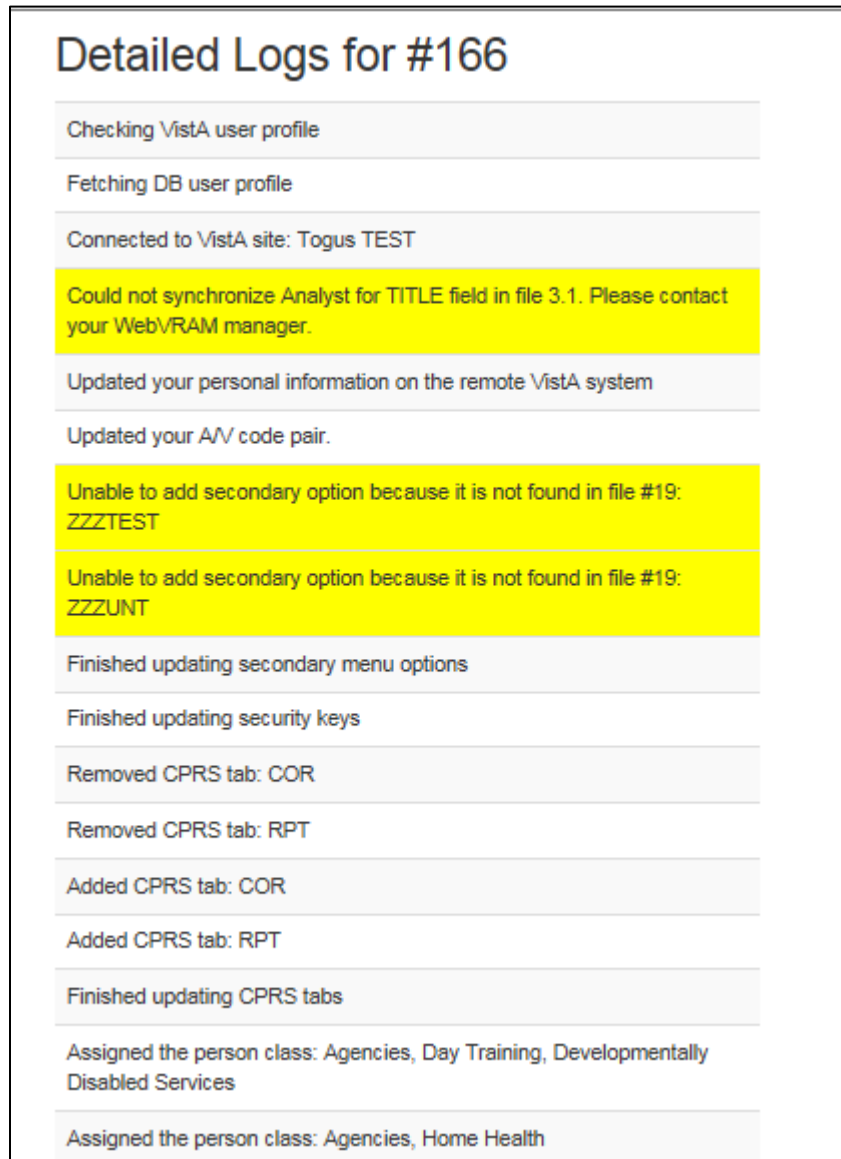 Detailed Logs for #166
Checking VistA user profile
Fetching DB user profile
Connected to VistA site: Togus TEST
Could not synchronize Analyst for TITLE field in file 3.1. Please contact
your WebVRAM manager.
Updated your personal information on the remote VistA system
Updated your A/V code pair.
Unable to add secondary option because it is not found in file #19:
ZZZTEST
Unable to add secondary option because it is not found in file #19:
ZZZUNT
Finished updating secondary menu options
Finished updating security keys
Removed CPRS tab: COR
Removed CPRS tab: RPT
Added CPRS tab: COR
Added CPRS tab: RPT
Finished updating CPRS tabs
Assigned the person class: Agencies, Day Training, Developmentally
Disabled Services
Assigned the person class: Agencies, Home Health